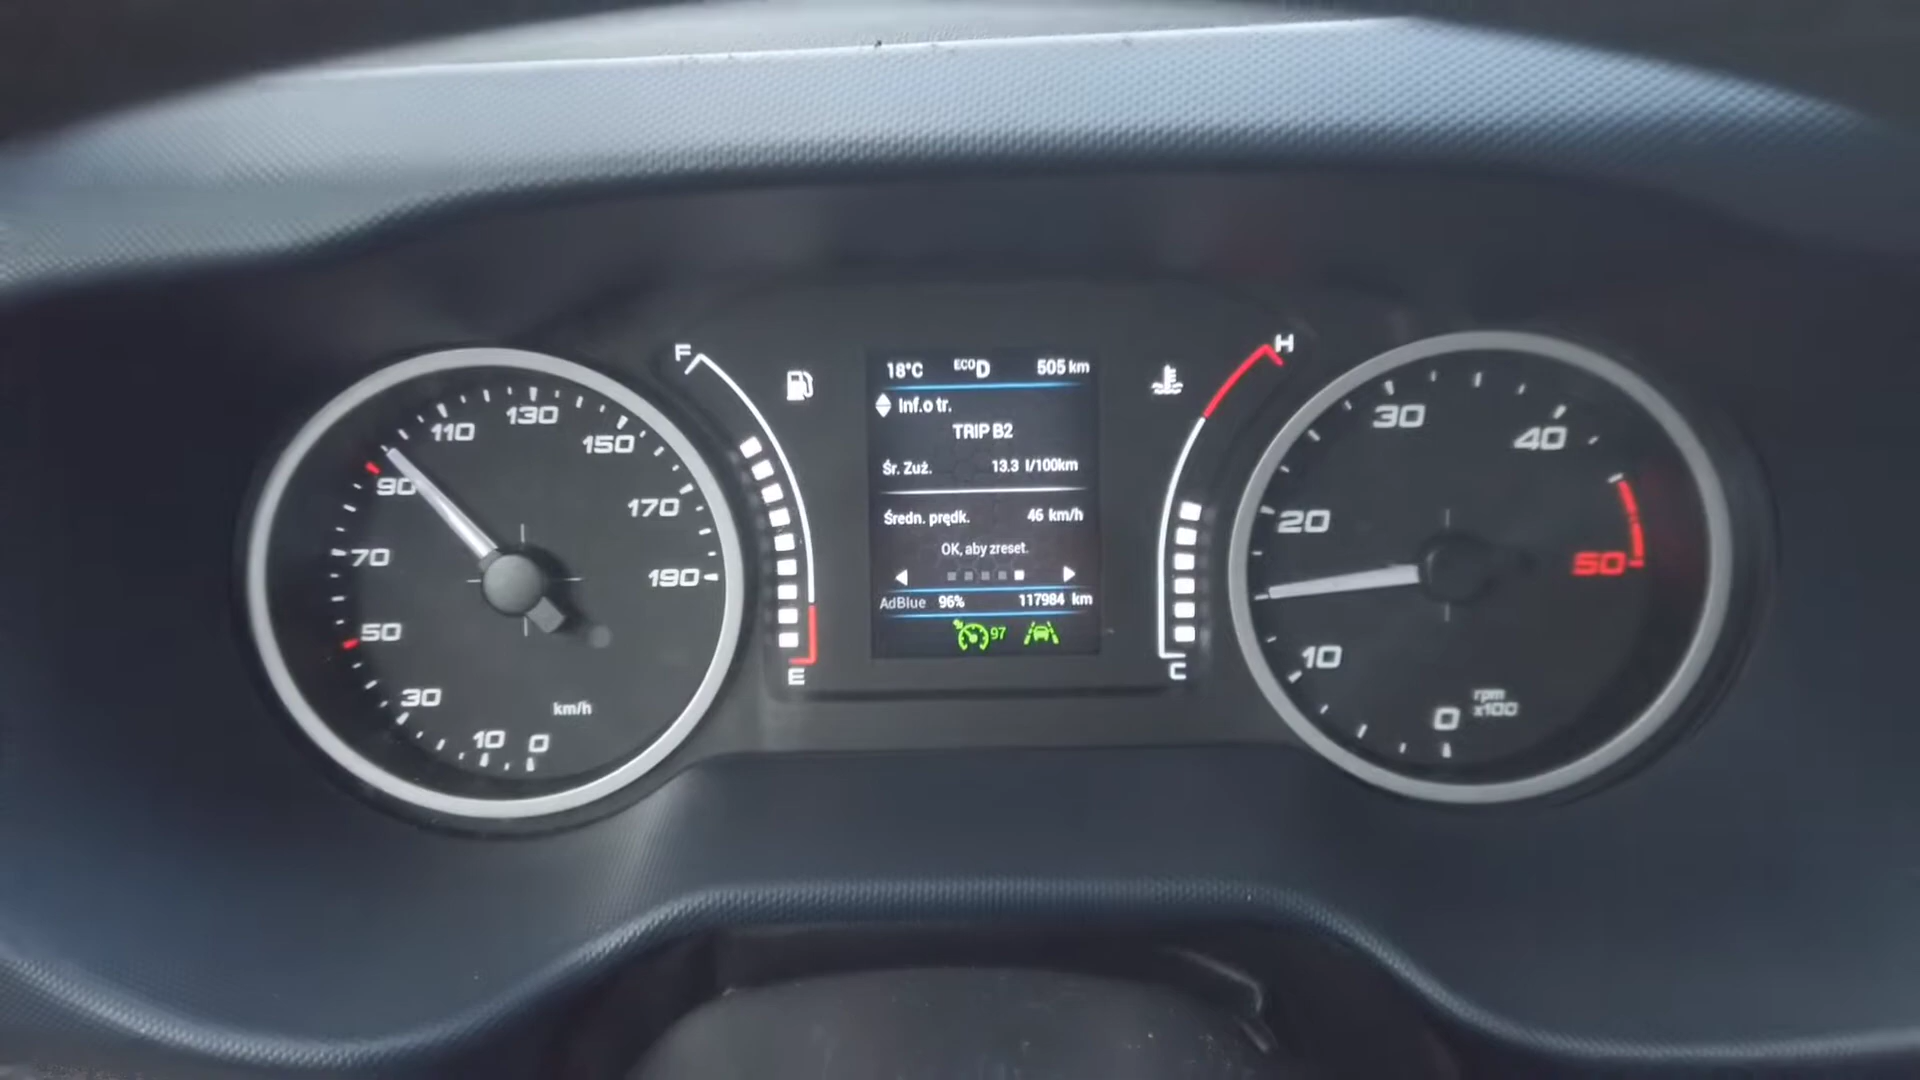 10 30 50 70 90 110 130 150 170 190
0
km/h
F
E
18°C ECO D 505 km
Inf.o tr.
TRIP B2
Śr. Zuż. 13.3 l/100km
Średn. prędk. 46 km/h
OK, aby zreset.
AdBlue 96% 117984 km
97
H
C
0 10 20 30 40 50
rpm
x100